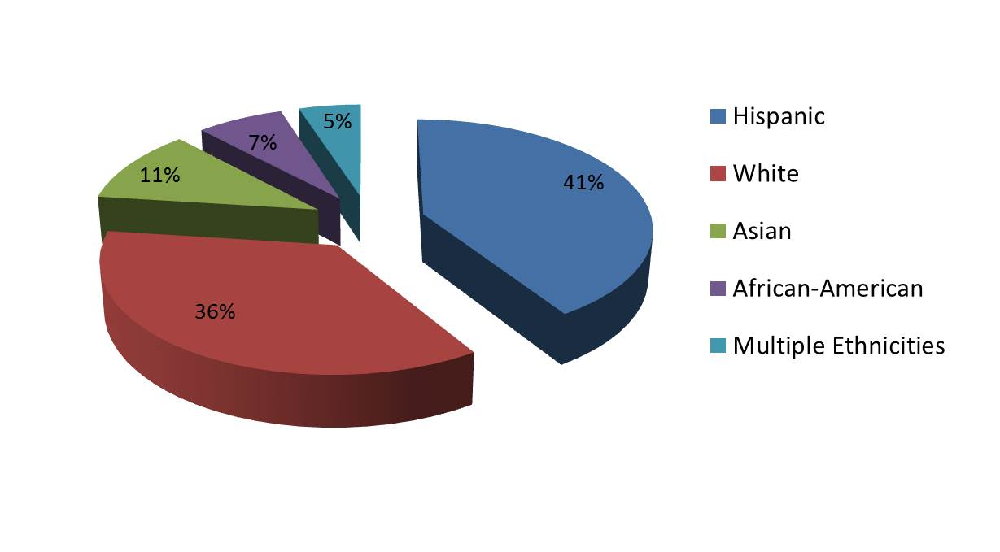 5%
7%
11%
41%
36%
Hispanic
White
Asian
African-American
Multiple Ethnicities